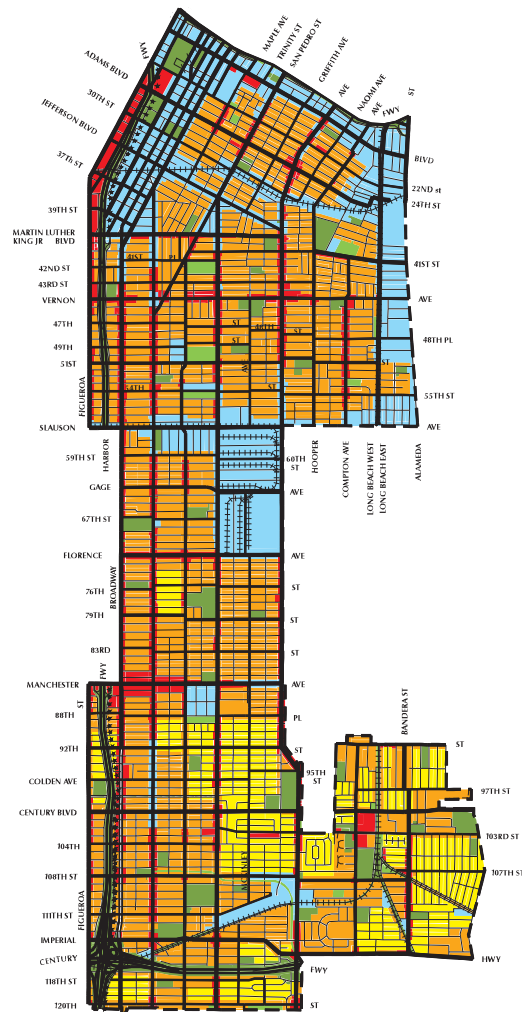 MAPLE AVE
TRINITY ST
SAN PEDRO ST
GRIFFITH AVE
AVE
NAOMI AVE
AVE
FWY
ST
FWY
ADAMS BLVD
30TH ST
JEFFERSON BLVD
37Th ST
BLVD
22ND st
24TH ST
39TH ST
MARTIN LUTHER
KING JR BLVD
41ST
PL
42ND ST
41ST ST
43RD ST
VERNON
AVE
47TH
ST
48TH
ST
48TH PL
49TH
ST
51ST
AVE
ST
54TH
ST
55TH ST
FIGUEROA
SLAUSON
AVE
59TH ST
HARBOR
60TH
ST
HOOPER
COMPTON AVE
LONG BEACH WEST
LONG BEACH EAST
ALAMEDA
GAGE
AVE
67TH ST
FLORENCE
AVE
BROADWAY
76TH
ST
79TH
ST
83RD
ST
FWY
MANCHESTER
AVE
ST
88TH
PL
BANDERA ST
92TH
ST
ST
COLDEN AVE
95TH
ST
97TH ST
CENTURY BLVD
103RD ST
104TH
108TH ST
MCKINLEY
107TH ST
FIGUEROA
111TH ST
IMPERIAL
CENTURY
FWY
HWY
118TH ST
120TH
ST